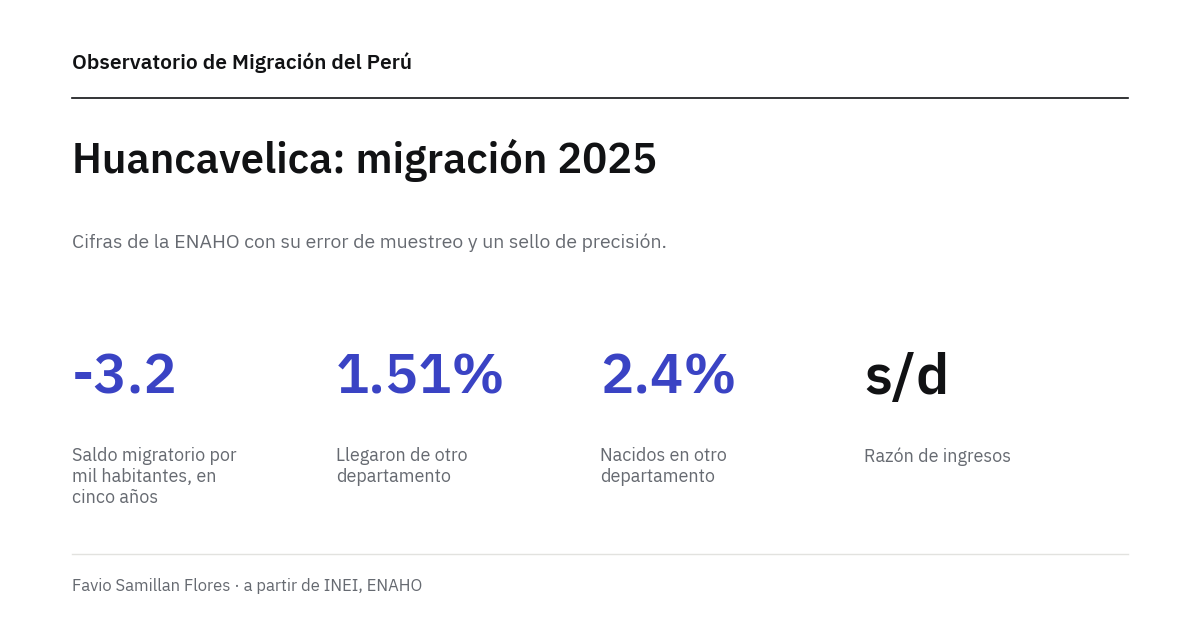 Observatorio de Migración del Perú
Huancavelica: migración 2025
Cifras de la ENAHO con su error de muestreo y un sello de precisión.
-3.2
1.51%
2.4%
s/d
Saldo migratorio por
mil habitantes, en
cinco años
Llegaron de otro
departamento
Nacidos en otro
departamento
Razón de ingresos
Favio Samillan Flores · a partir de INEI, ENAHO